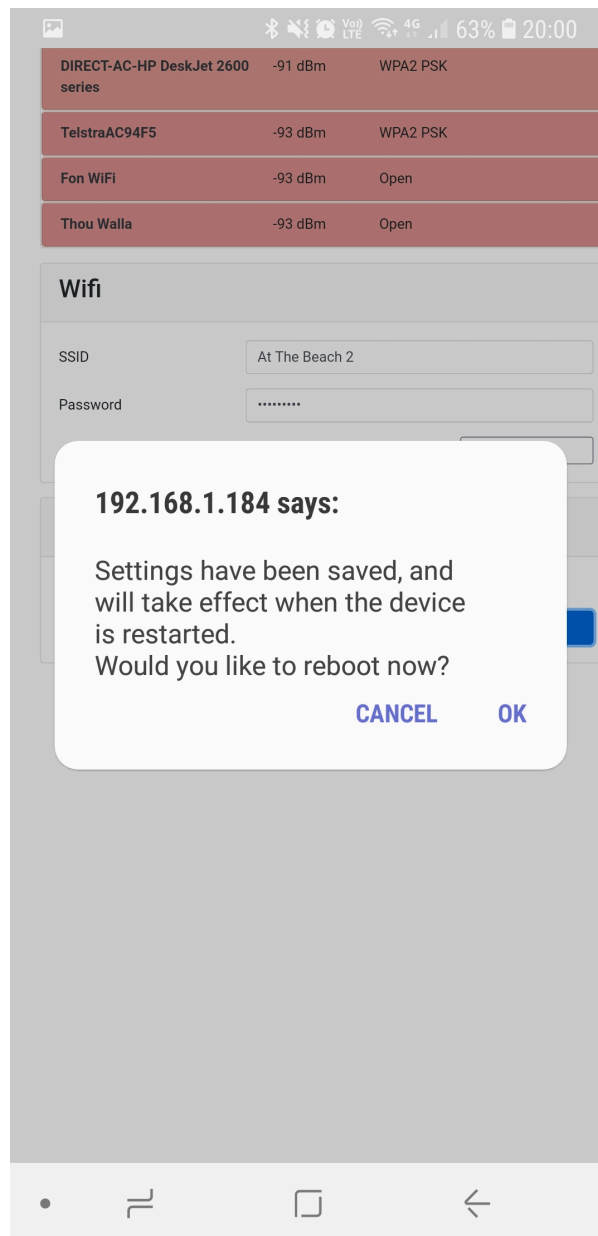 Vo)) LTE 4G 63% 20:00
DIRECT-AC-HP DeskJet 2600 -91 dBm WPA2 PSK
series
TelstraAC94F5 -93 dBm WPA2 PSK
Fon WiFi -93 dBm Open
Thou Walla -93 dBm Open
Wifi
SSID At The Beach 2
Password •••••••••
192.168.1.184 says:
Settings have been saved, and
will take effect when the device
is restarted.
Would you like to reboot now?
CANCEL OK